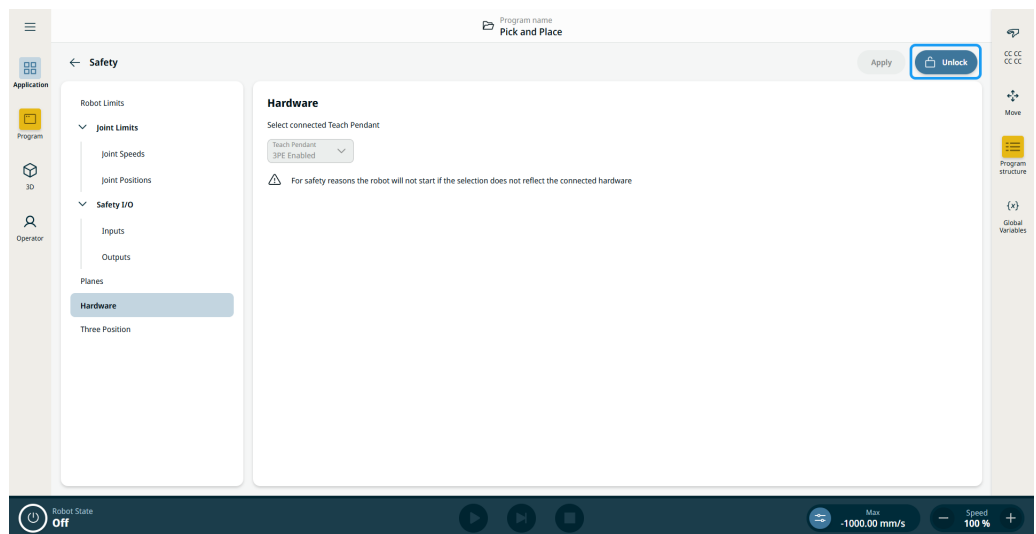 Program name
Pick and Place
Safety
Apply
Unlock
Application
Program
3D
Operator
Robot Limits
Joint Limits
Joint Speeds
Joint Positions
Safety I/O
Inputs
Outputs
Planes
Hardware
Three Position
Hardware
Select connected Teach Pendant
Teach Pendant
3PE Enabled
For safety reasons the robot will not start if the selection does not reflect the connected hardware
CC CC
CC CC
Move
Program
structure
{x}
Global
Variables
Robot State
Off
Max
-1000.00 mm/s
Speed
100 %